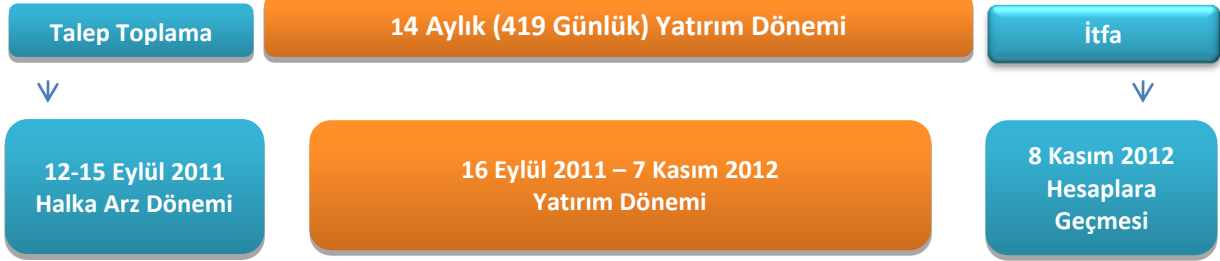 Talep Toplama
14 Aylık (419 Günlük) Yatırım Dönemi
İtfa
12-15 Eylül 2011
Halka Arz Dönemi
16 Eylül 2011 – 7 Kasım 2012
Yatırım Dönemi
8 Kasım 2012
Hesaplara
Geçmesi